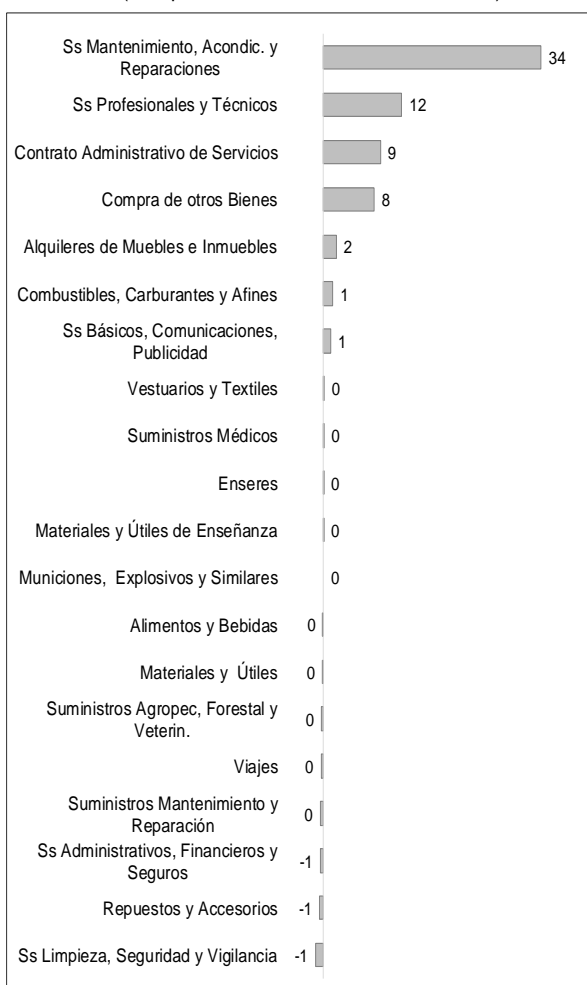 Ss Mantenimiento, Acondic. y
Reparaciones
34
Ss Profesionales y Técnicos
12
Contrato Administrativo de Servicios
9
Compra de otros Bienes
8
Alquileres de Muebles e Inmuebles
2
Combustibles, Carburantes y Afines
1
Ss Básicos, Comunicaciones,
Publicidad
1
Vestuarios y Textiles
0
Suministros Médicos
0
Enseres
0
Materiales y Útiles de Enseñanza
0
Municiones, Explosivos y Similares
0
Alimentos y Bebidas
0
Materiales y Útiles
0
Suministros Agropec, Forestal y
Veterin.
0
Viajes
0
Suministros Mantenimiento y
Reparación
0
Ss Administrativos, Financieros y
Seguros
-1
Repuestos y Accesorios
-1
Ss Limpieza, Seguridad y Vigilancia
-1